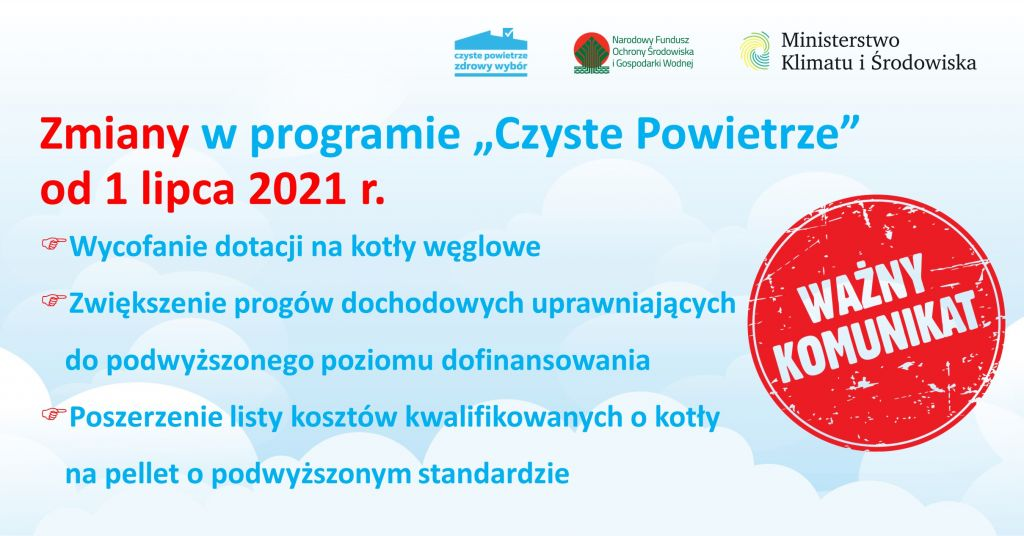 czyste powietrze
zdrowy wybór
Narodowy Fundusz
Ochrony Środowiska
i Gospodarki Wodnej
Ministerstwo
Klimatu i Środowiska
Zmiany w programie „Czyste Powietrze”
od 1 lipca 2021 r.
☞Wycofanie dotacji na kotły węglowe
☞Zwiększenie progów dochodowych uprawniających
do podwyższonego poziomu dofinansowania
☞Poszerzenie listy kosztów kwalifikowanych o kotły
na pellet o podwyższonym standardzie
WAŻNY
KOMUNIKAT